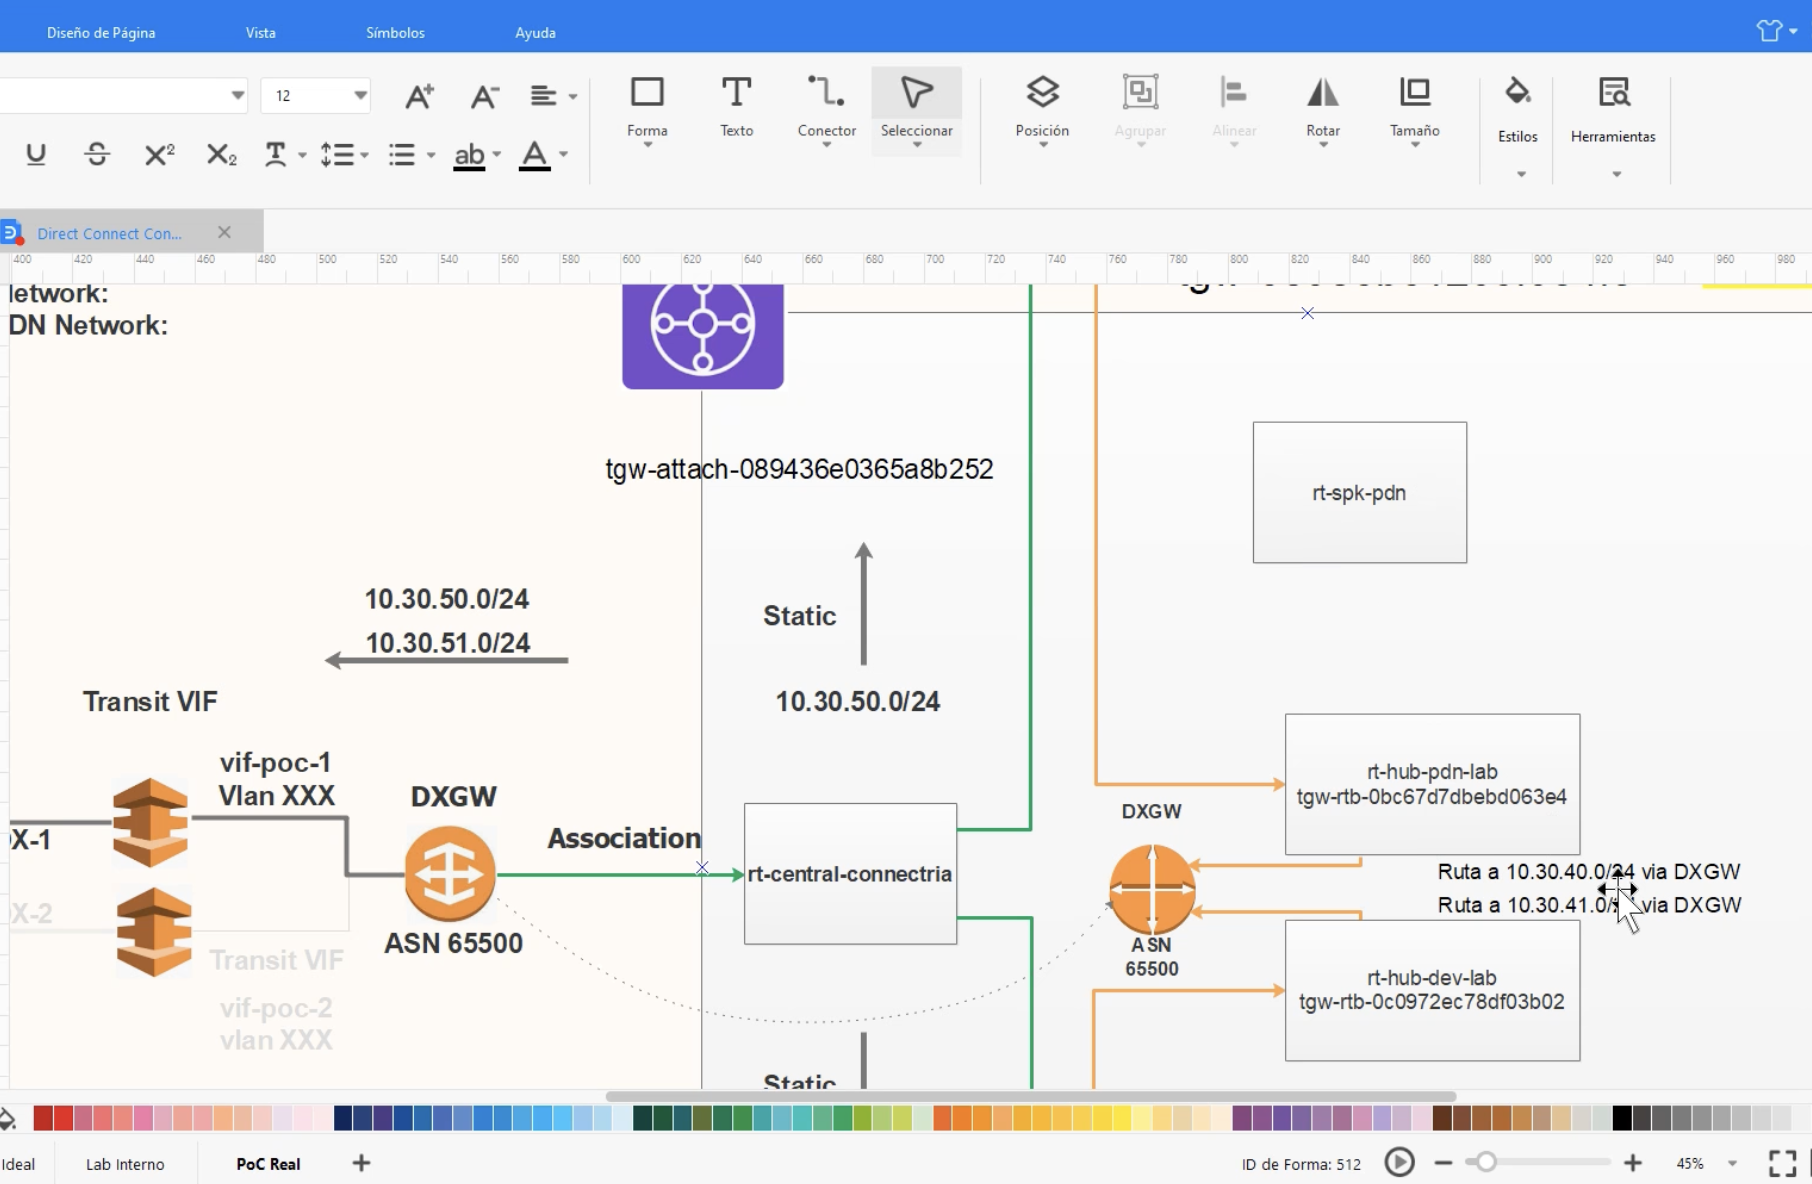 Diseño de Página
Vista
Símbolos
Ayuda
12
Forma
Texto
Conector
Seleccionar
Posición
Agrupar
Alinear
Rotar
Tamaño
Estilos
Herramientas
Direct Connect Con...
400 420 440 460 480 500 520 540 560 580 600 620 640 660 680 700 720 740 760 780 800 820 840 860 880 900 920 940 960 980
etwork:
DN Network:
tgw-attach-089436e0365a8b252
rt-spk-pdn
10.30.50.0/24
10.30.51.0/24
Static
10.30.50.0/24
Transit VIF
vif-poc-1
Vlan XXX
DXGW
Association
X-1
rt-central-connectria
ASN 65500
X-2
Transit VIF
vif-poc-2
vlan XXX
Static
rt-hub-pdn-lab
tgw-rtb-0bc67d7dbebd063e4
DXGW
Ruta a 10.30.40.0/24 via DXGW
Ruta a 10.30.41.0/ via DXGW
ASN
65500
rt-hub-dev-lab
tgw-rtb-0c0972ec78df03b02
Ideal
Lab Interno
PoC Real
ID de Forma: 512
45%